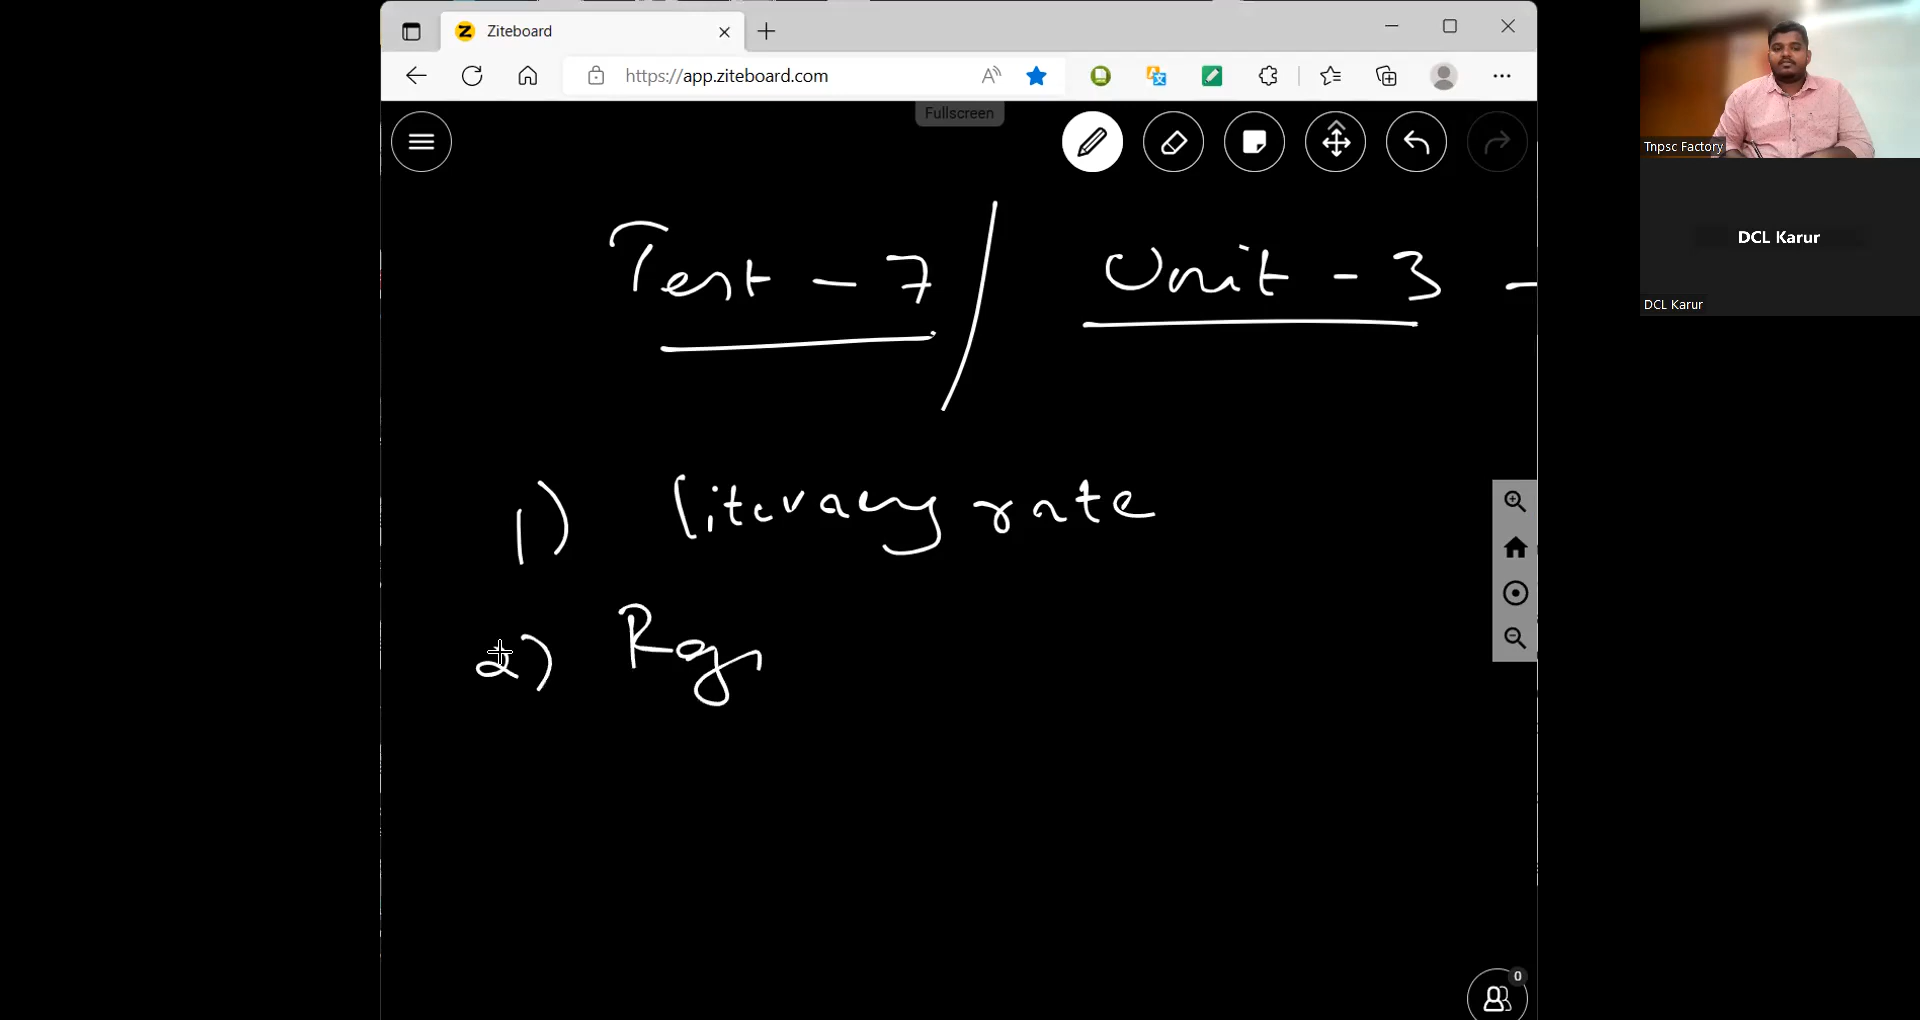 Ziteboard
https://app.ziteboard.com
Fullscreen
Test - 7 / Unit - 3 -
1) literacy rate
2)
0
Tnpsc Factory
DCL Karur
DCL Karur